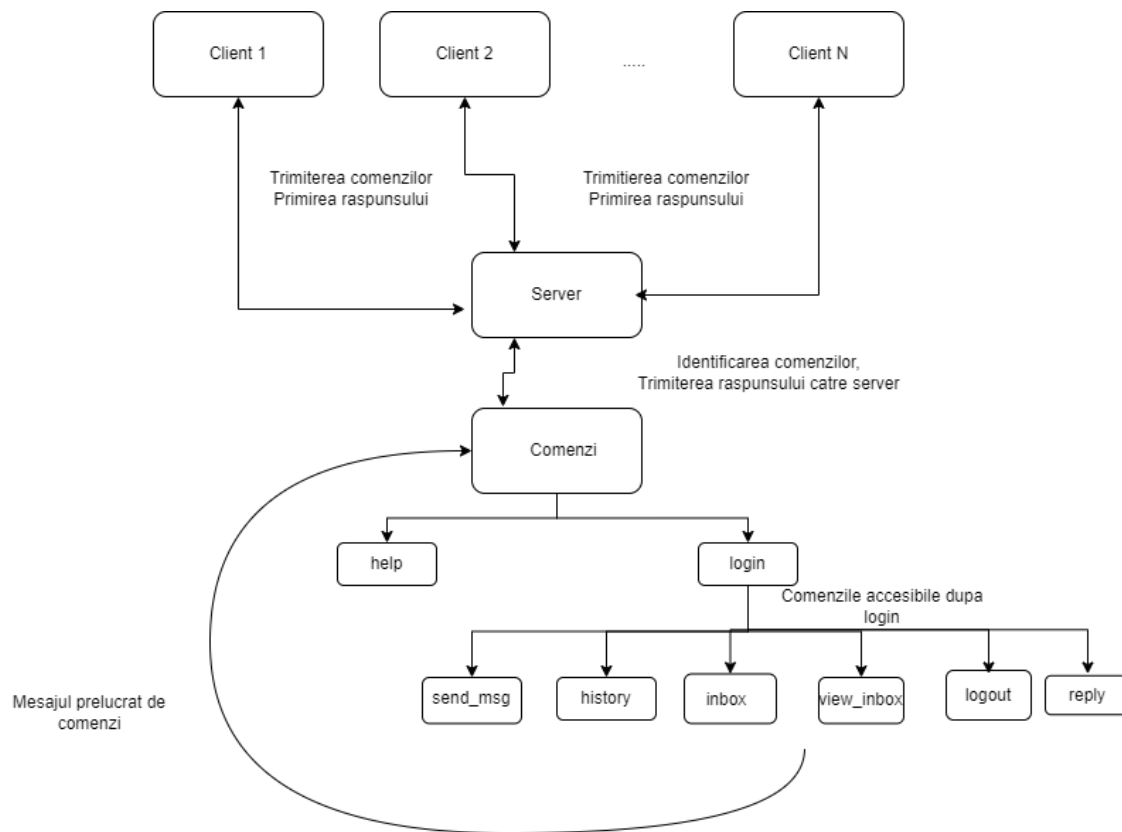 Client 1
Client 2
.....
Client N
Trimiterea comenzilor
Primirea raspunsului
Trimitierea comenzilor
Primirea raspunsului
Server
Identificarea comenzilor,
Trimiterea raspunsului catre server
Comenzi
help
login
Comenzile accesibile dupa
login
send_msg
history
inbox
view_inbox
logout
reply
Mesajul prelucrat de
comenzi